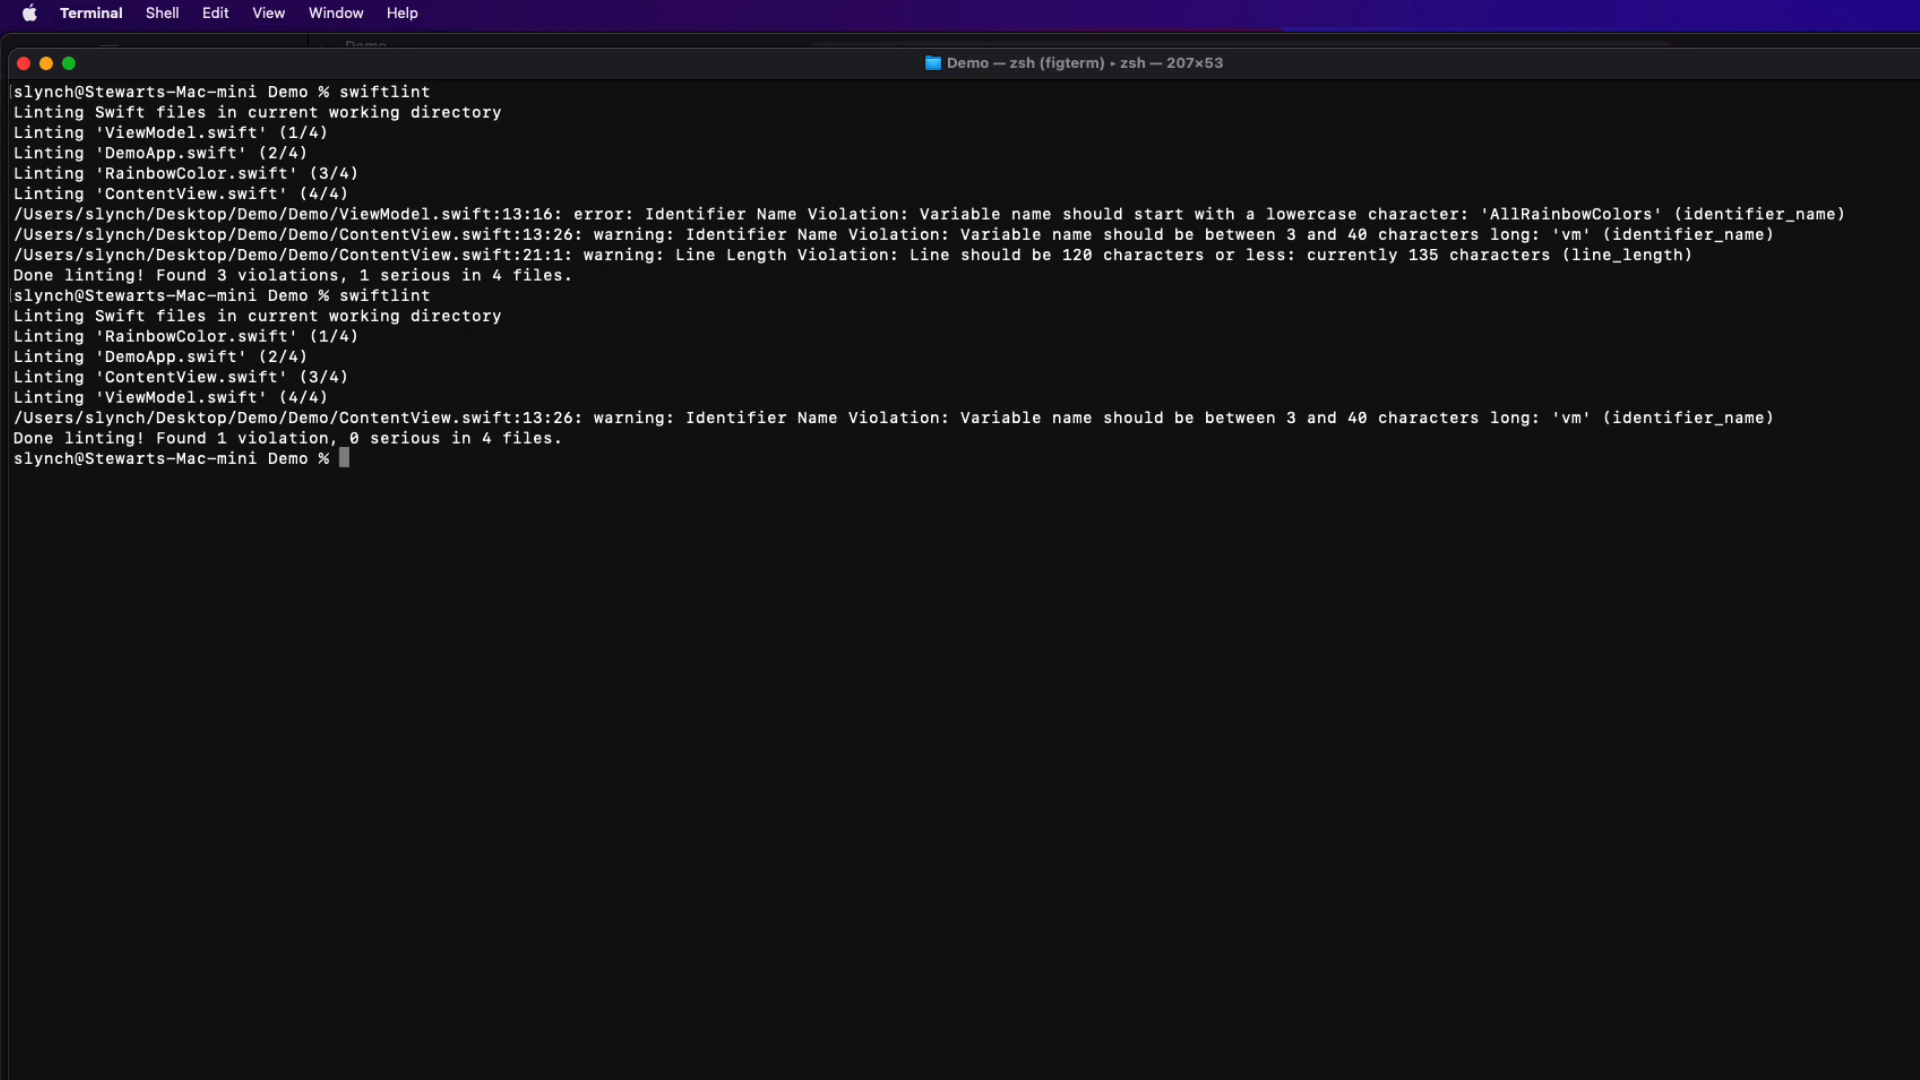 Terminal Shell Edit View Window Help
Demo
Demo — zsh (figterm) ▸ zsh — 207×53
[slynch@Stewarts-Mac-mini Demo % swiftlint
Linting Swift files in current working directory
Linting 'ViewModel.swift' (1/4)
Linting 'DemoApp.swift' (2/4)
Linting 'RainbowColor.swift' (3/4)
Linting 'ContentView.swift' (4/4)
/Users/slynch/Desktop/Demo/Demo/ViewModel.swift:13:16: error: Identifier Name Violation: Variable name should start with a lowercase character: 'AllRainbowColors' (identifier_name)
/Users/slynch/Desktop/Demo/Demo/ContentView.swift:13:26: warning: Identifier Name Violation: Variable name should be between 3 and 40 characters long: 'vm' (identifier_name)
/Users/slynch/Desktop/Demo/Demo/ContentView.swift:21:1: warning: Line Length Violation: Line should be 120 characters or less: currently 135 characters (line_length)
Done linting! Found 3 violations, 1 serious in 4 files.
[slynch@Stewarts-Mac-mini Demo % swiftlint
Linting Swift files in current working directory
Linting 'RainbowColor.swift' (1/4)
Linting 'DemoApp.swift' (2/4)
Linting 'ContentView.swift' (3/4)
Linting 'ViewModel.swift' (4/4)
/Users/slynch/Desktop/Demo/Demo/ContentView.swift:13:26: warning: Identifier Name Violation: Variable name should be between 3 and 40 characters long: 'vm' (identifier_name)
Done linting! Found 1 violation, 0 serious in 4 files.
slynch@Stewarts-Mac-mini Demo %